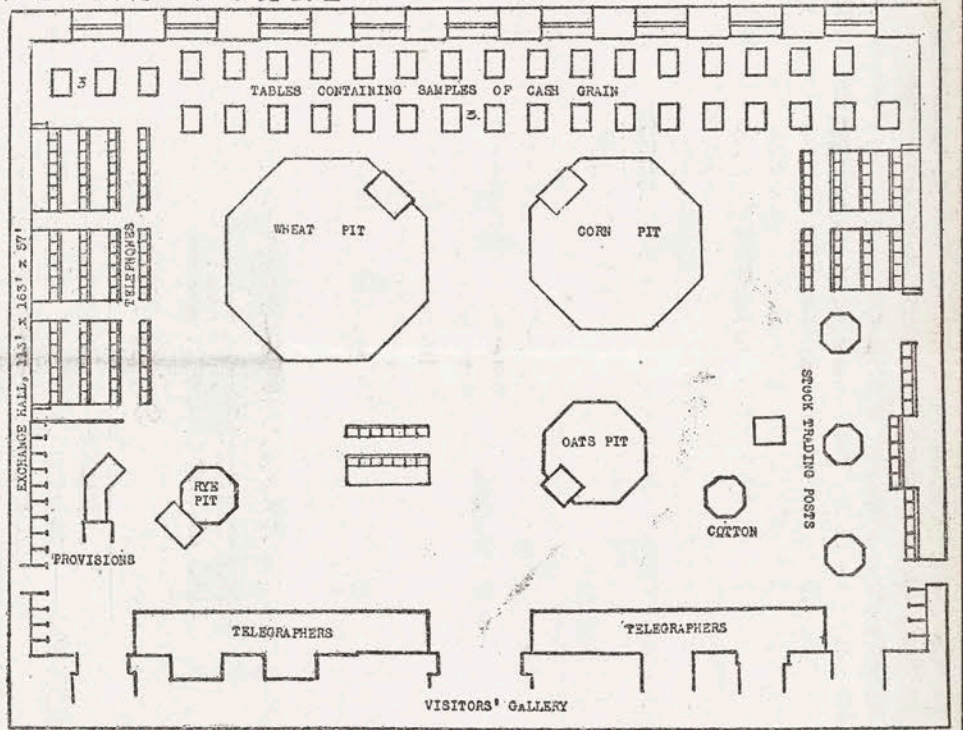 3
TABLES CONTAINING SAMPLES OF CASH GRAIN
3.
WHEAT PIT
CORN PIT
TELEPHONES
EXCHANGE HALL, 113' x 163' x 57'
STOCK TRADING POSTS
OATS PIT
RYE
PIT
COTTON
PROVISIONS
TELEGRAPHERS
TELEGRAPHERS
VISITORS' GALLERY